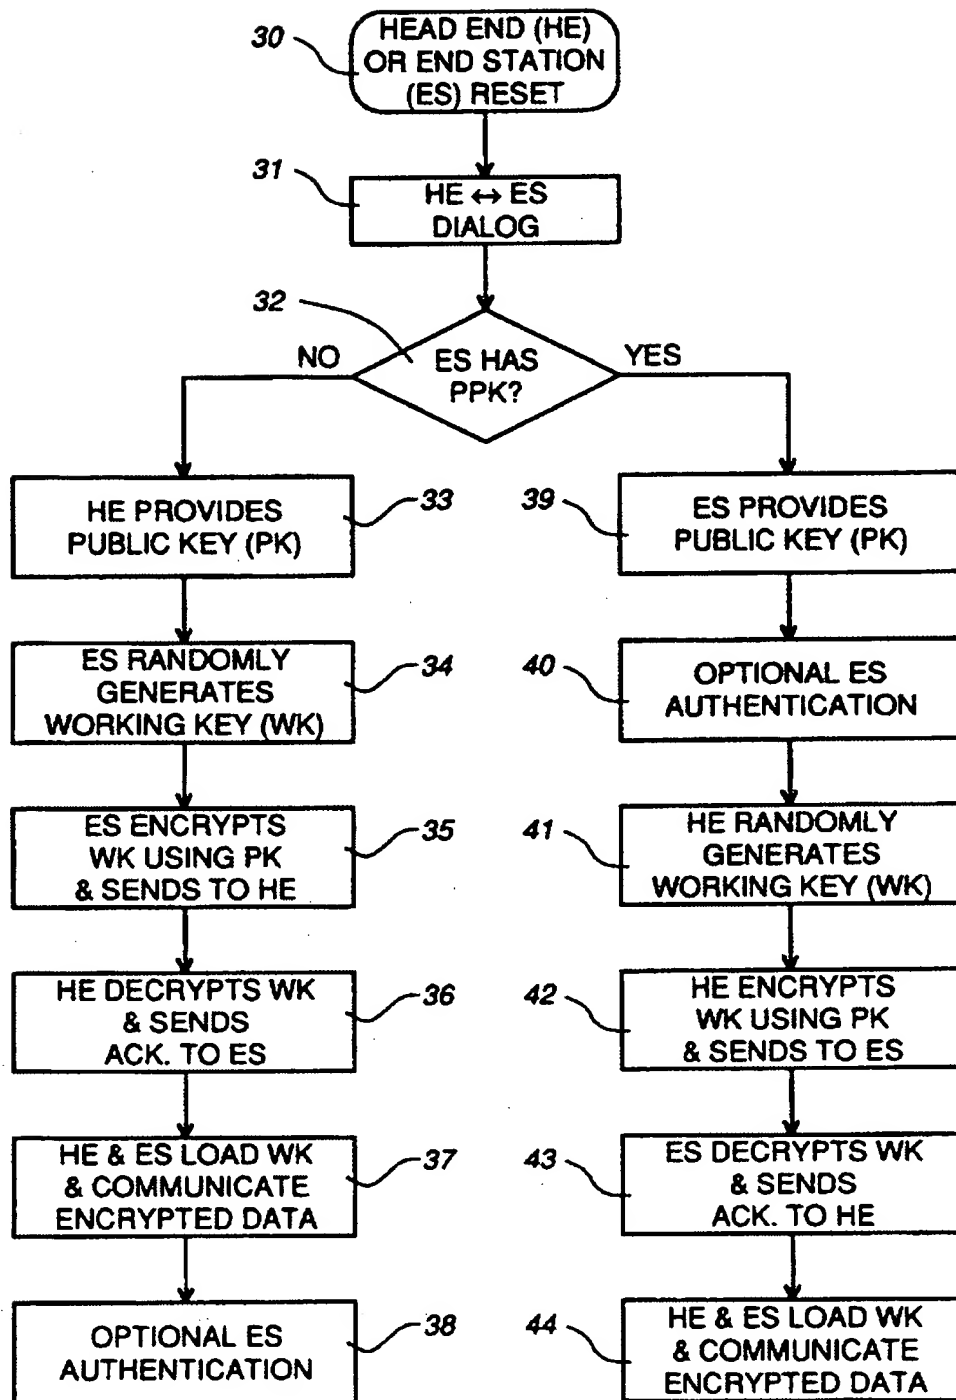 30
HEAD END (HE)
OR END STATION
(ES) RESET
31
HE ↔ ES
DIALOG
32
ES HAS
PPK?
NO
YES
33
HE PROVIDES
PUBLIC KEY (PK)
34
ES RANDOMLY
GENERATES
WORKING KEY (WK)
35
ES ENCRYPTS
WK USING PK
& SENDS TO HE
36
HE DECRYPTS WK
& SENDS
ACK. TO ES
37
HE & ES LOAD WK
& COMMUNICATE
ENCRYPTED DATA
38
OPTIONAL ES
AUTHENTICATION
39
ES PROVIDES
PUBLIC KEY (PK)
40
OPTIONAL ES
AUTHENTICATION
41
HE RANDOMLY
GENERATES
WORKING KEY (WK)
42
HE ENCRYPTS
WK USING PK
& SENDS TO ES
43
ES DECRYPTS WK
& SENDS
ACK. TO HE
44
HE & ES LOAD WK
& COMMUNICATE
ENCRYPTED DATA